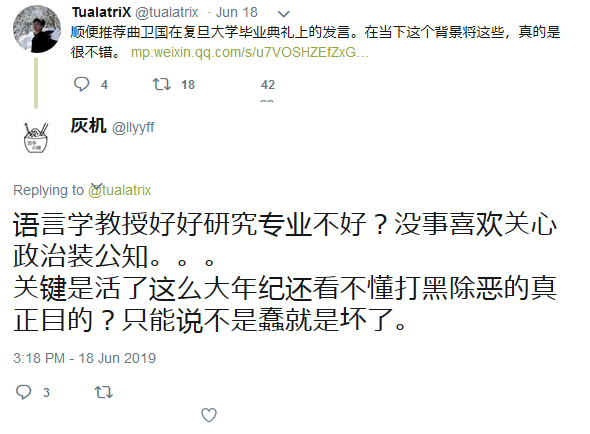 TualatriX @tualatrix · Jun 18
顺便推荐曲卫国在复旦大学毕业典礼上的发言。在当下这个背景将这些，真的是
很不错。 mp.weixin.qq.com/s/u7VOSHZEfZxG…
4 17 42
灰机 @llyyff
Replying to @tualatrix
语言学教授好好研究专业不好？没事喜欢关心
政治装公知。。。
关键是活了这么大年纪还看不懂打黑除恶的真
正目的？只能说不是蠢就是坏了。
3:18 PM - 18 Jun 2019
3